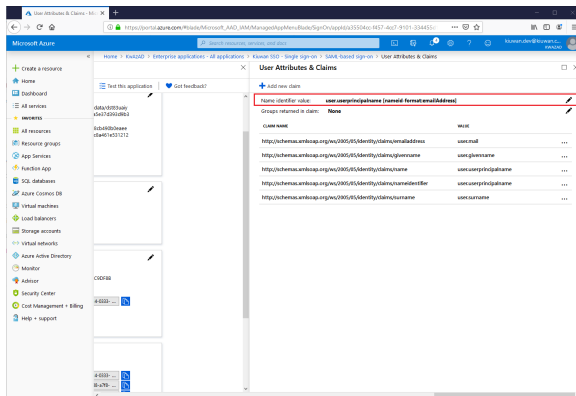 User Attributes & Claims - Mi
https://portal.azure.com/#blade/Microsoft_AAD_IAM/ManagedAppMenuBlade/SignOn/appId/
Microsoft Azure
Search resources, services, and docs
KWAZAD
Home > KwAzAD > Enterprise applications - All applications > Kiuwan SSO - Single sign-on > SAML-based sign-on > User Attributes & Claims
Create a resource
Home
Dashboard
All services
FAVORITES
All resources
Resource groups
App Services
Function App
SQL databases
Azure Cosmos DB
Virtual machines
Load balancers
Storage accounts
Virtual networks
Azure Active Directory
Monitor
Advisor
Security Center
Cost Management + Billing
Help + support
Test this application
Got feedback?
C9DF8B
User Attributes & Claims
Add new claim
Name identifier value: user.userprincipalname [nameid-format:emailAddress]
Groups returned in claim: None
CLAIM NAME VALUE
http://schemas.xmlsoap.org/ws/2005/05/identity/claims/emailaddress user.mail
http://schemas.xmlsoap.org/ws/2005/05/identity/claims/givenname user.givenname
http://schemas.xmlsoap.org/ws/2005/05/identity/claims/name user.userprincipalname
http://schemas.xmlsoap.org/ws/2005/05/identity/claims/nameidentifier user.userprincipalname
http://schemas.xmlsoap.org/ws/2005/05/identity/claims/surname user.surname